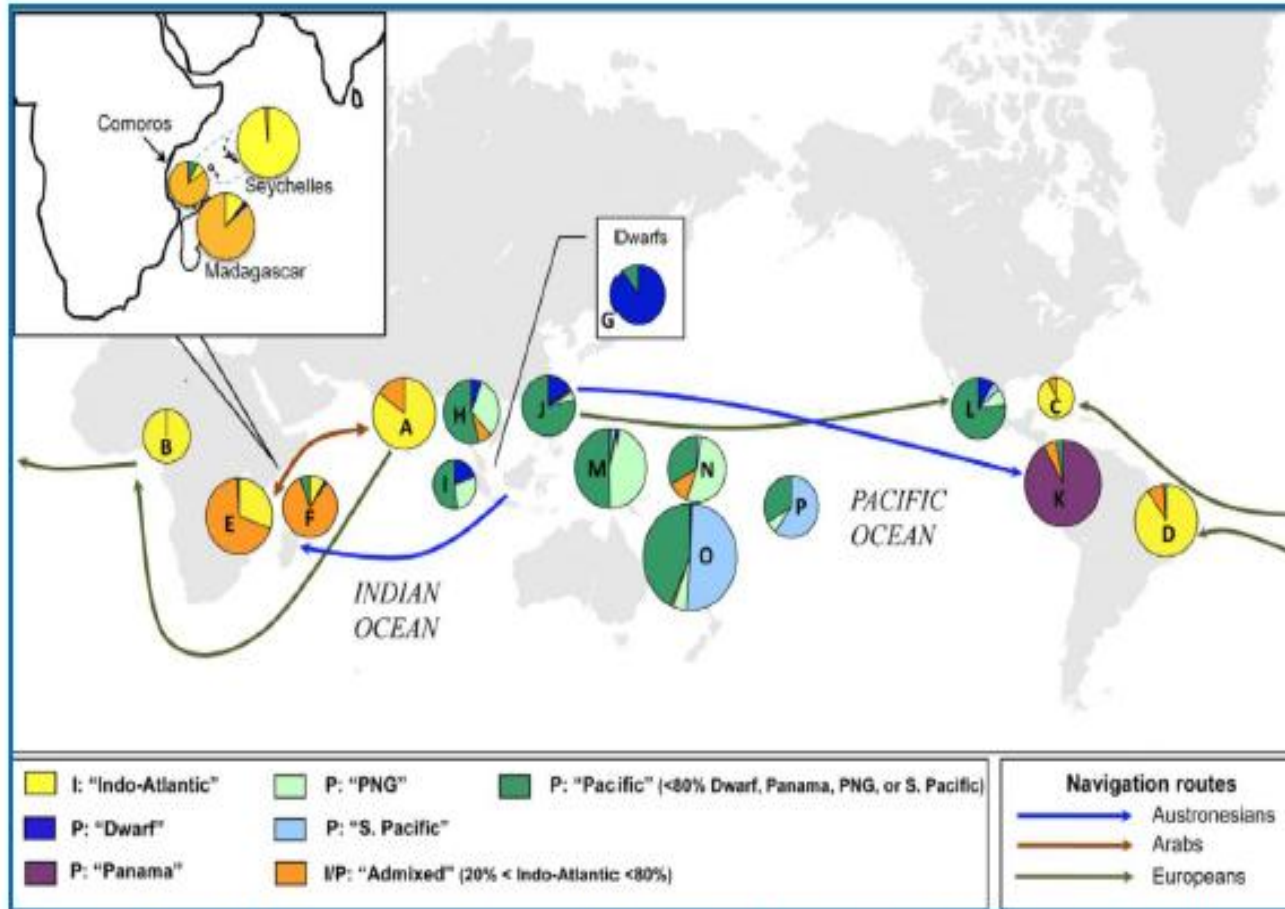 Comoros
Seychelles
Madagascar
Dwarfs
G
B
A
H
J
L
C
E
F
I
M
N
P
K
D
O
PACIFIC
OCEAN
INDIAN
OCEAN
I: “Indo-Atlantic”
P: “PNG”
P: “Pacific” (<80% Dwarf, Panama, PNG, or S. Pacific)
P: “Dwarf”
P: “S. Pacific”
P: “Panama”
I/P: “Admixed” (20% < Indo-Atlantic <80%)
Navigation routes
Austronesians
Arabs
Europeans